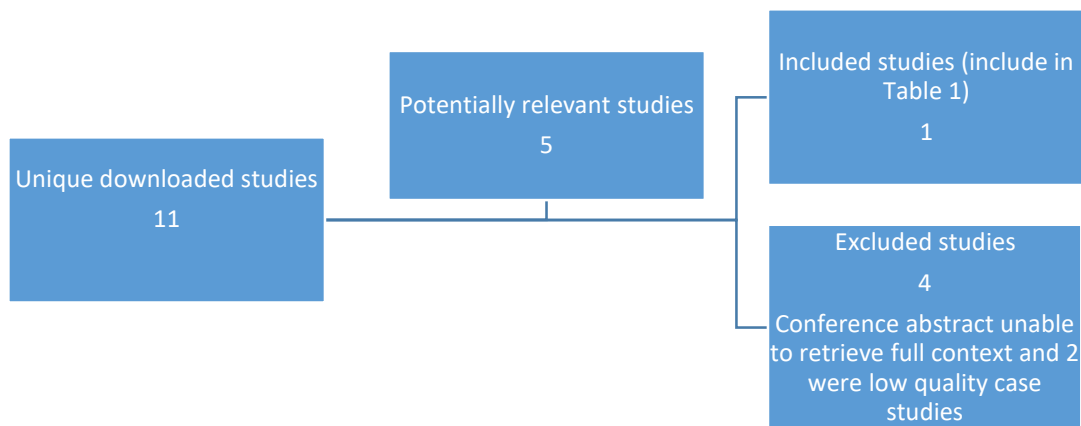 Unique downloaded studies
11
Potentially relevant studies
5
Included studies (include in
Table 1)
1
Excluded studies
4
Conference abstract unable
to retrieve full context and 2
were low quality case
studies